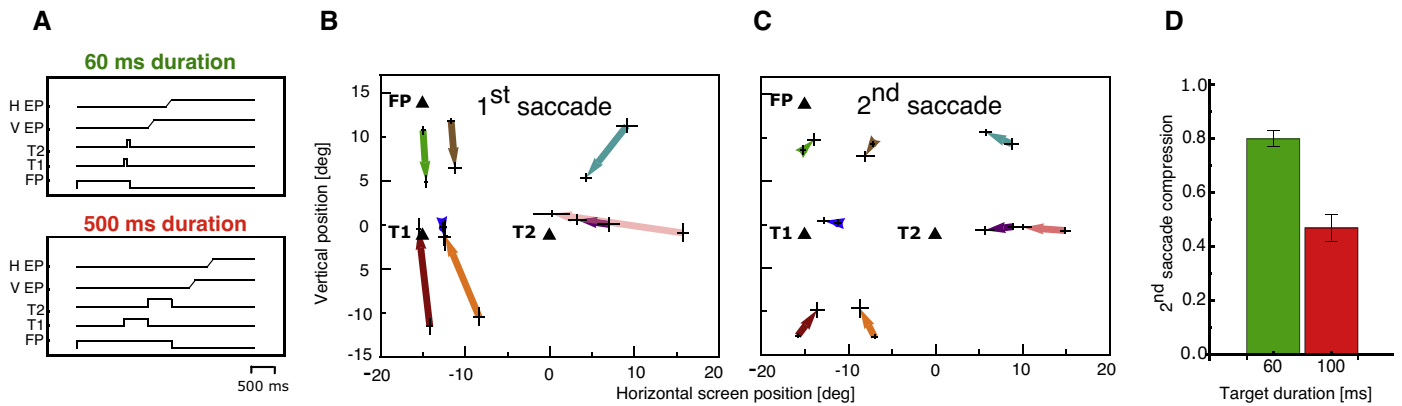 A
60 ms duration
H EP
V EP
T2
T1
FP
500 ms duration
H EP
V EP
T2
T1
FP
500 ms
B
1st saccade
FP
T1
T2
Vertical position [deg]
15
10
5
0
5
-10
-15
-20
-10
0
10
20
C
2nd saccade
FP
T1
T2
-20
-10
0
10
20
Horizontal screen position [deg]
D
2nd saccade compression
1.0
0.8
0.6
0.4
0.2
0.0
60
100
Target duration [ms]